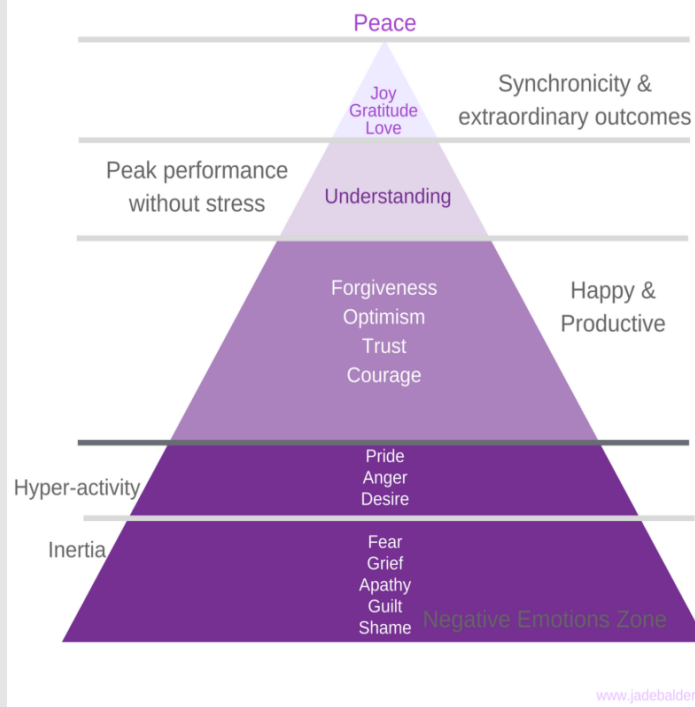 Peace
Joy
Gratitude
Love
Synchronicity &
extraordinary outcomes
Peak performance
without stress
Understanding
Forgiveness
Optimism
Trust
Courage
Happy &
Productive
Pride
Anger
Desire
Hyper-activity
Inertia
Fear
Grief
Apathy
Guilt
Shame
Negative Emotions Zone
www.jadebalder